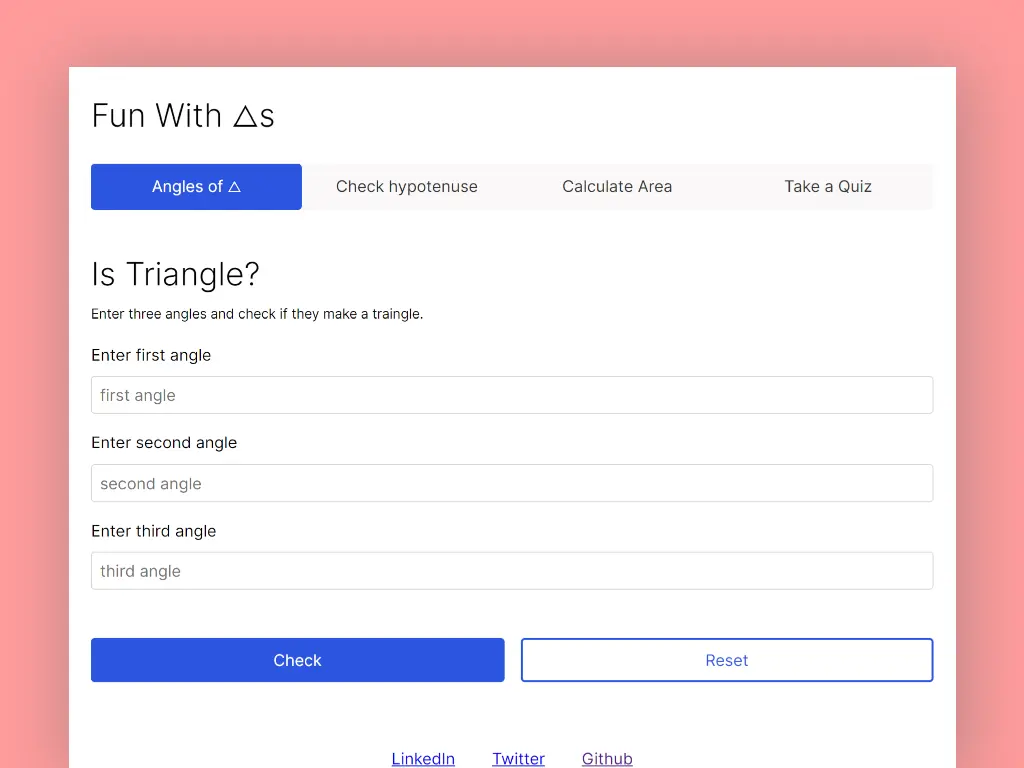 Fun With △s
Angles of △ Check hypotenuse Calculate Area Take a Quiz
Is Triangle?
Enter three angles and check if they make a traingle.
Enter first angle
first angle
Enter second angle
second angle
Enter third angle
third angle
Check Reset
LinkedIn Twitter Github